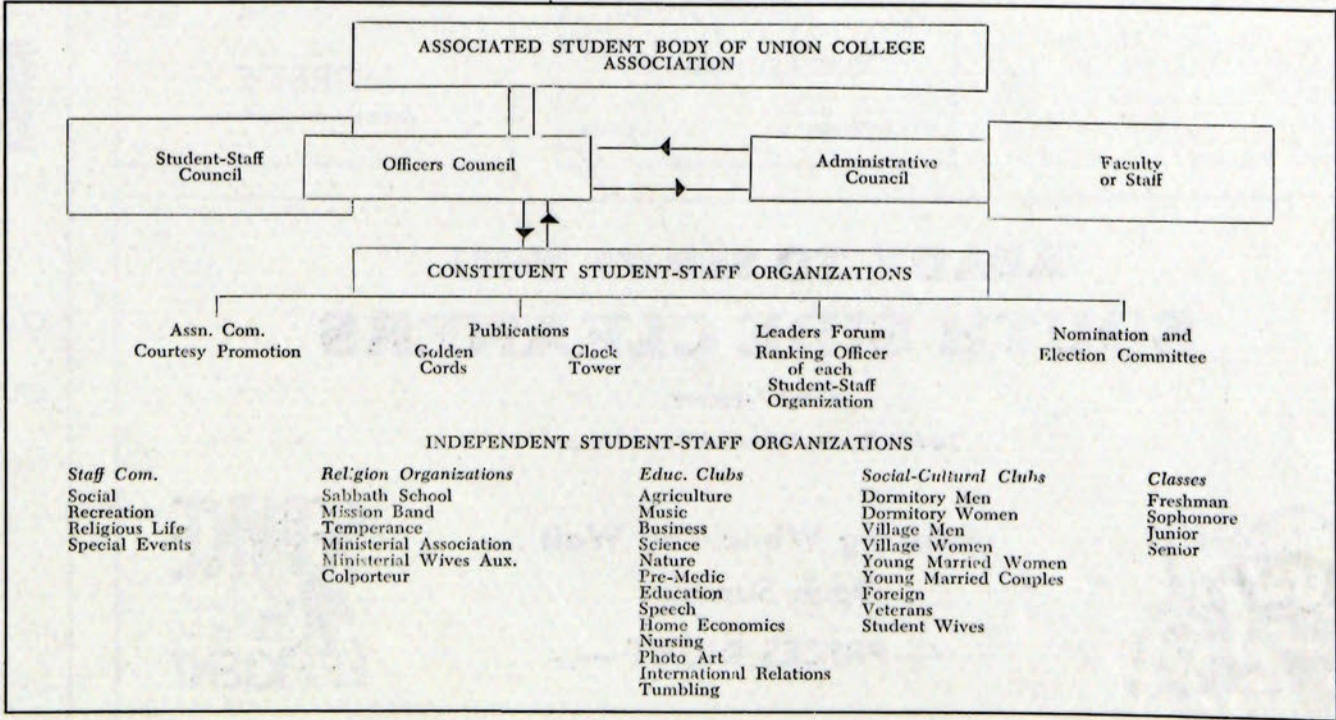 ASSOCIATED STUDENT BODY OF UNION COLLEGE
ASSOCIATION
Student-Staff
Council
Officers Council
Administrative
Council
Faculty
or Staff
CONSTITUENT STUDENT-STAFF ORGANIZATIONS
Assn. Com.
Courtesy Promotion
Publications
Golden
Cords
Clock
Tower
Leaders Forum
Ranking Officer
of each
Student-Staff
Organization
Nomination and
Election Committee
INDEPENDENT STUDENT-STAFF ORGANIZATIONS
Staff Com.
Social
Recreation
Religious Life
Special Events
Religion Organizations
Sabbath School
Mission Band
Temperance
Ministerial Association
Ministerial Wives Aux.
Colporteur
Educ. Clubs
Agriculture
Music
Business
Science
Nature
Pre-Medic
Education
Speech
Home Economics
Nursing
Photo Art
International Relations
Tumbling
Social-Cultural Clubs
Dormitory Men
Dormitory Women
Village Men
Village Women
Young Married Women
Young Married Couples
Foreign
Veterans
Student Wives
Classes
Freshman
Sophomore
Junior
Senior